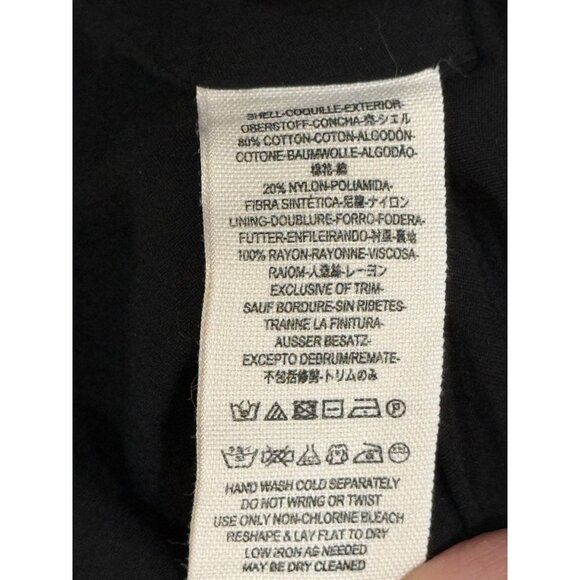 SHELL-COQUILLE-EXTERIOR-
OBERSTOFF-CONCHA-壳-シェル
80% COTTON-COTON-ALGODÓN-
COTONE-BAUMWOLLE-ALGODÃO-
棉花-綿
20% NYLON-POLIAMIDA-
FIBRA SINTÉTICA-尼龍-ナイロン
LINING-DOUBLURE-FORRO-FODERA-
FUTTER-ENFILEIRANDO-衬里-裏地
100% RAYON-RAYONNE-VISCOSA-
RAIOM-人造絲-レーヨン
EXCLUSIVE OF TRIM-
SAUF BORDURE-SIN RIBETES-
TRANNE LA FINITURA-
AUSSER BESATZ-
EXCEPTO DEBRUM/REMATE-
不包括修剪-トリムのみ
P
HAND WASH COLD SEPARATELY
DO NOT WRING OR TWIST
USE ONLY NON-CHLORINE BLEACH
RESHAPE & LAY FLAT TO DRY
LOW IRON AS NEEDED
MAY BE DRY CLEANED